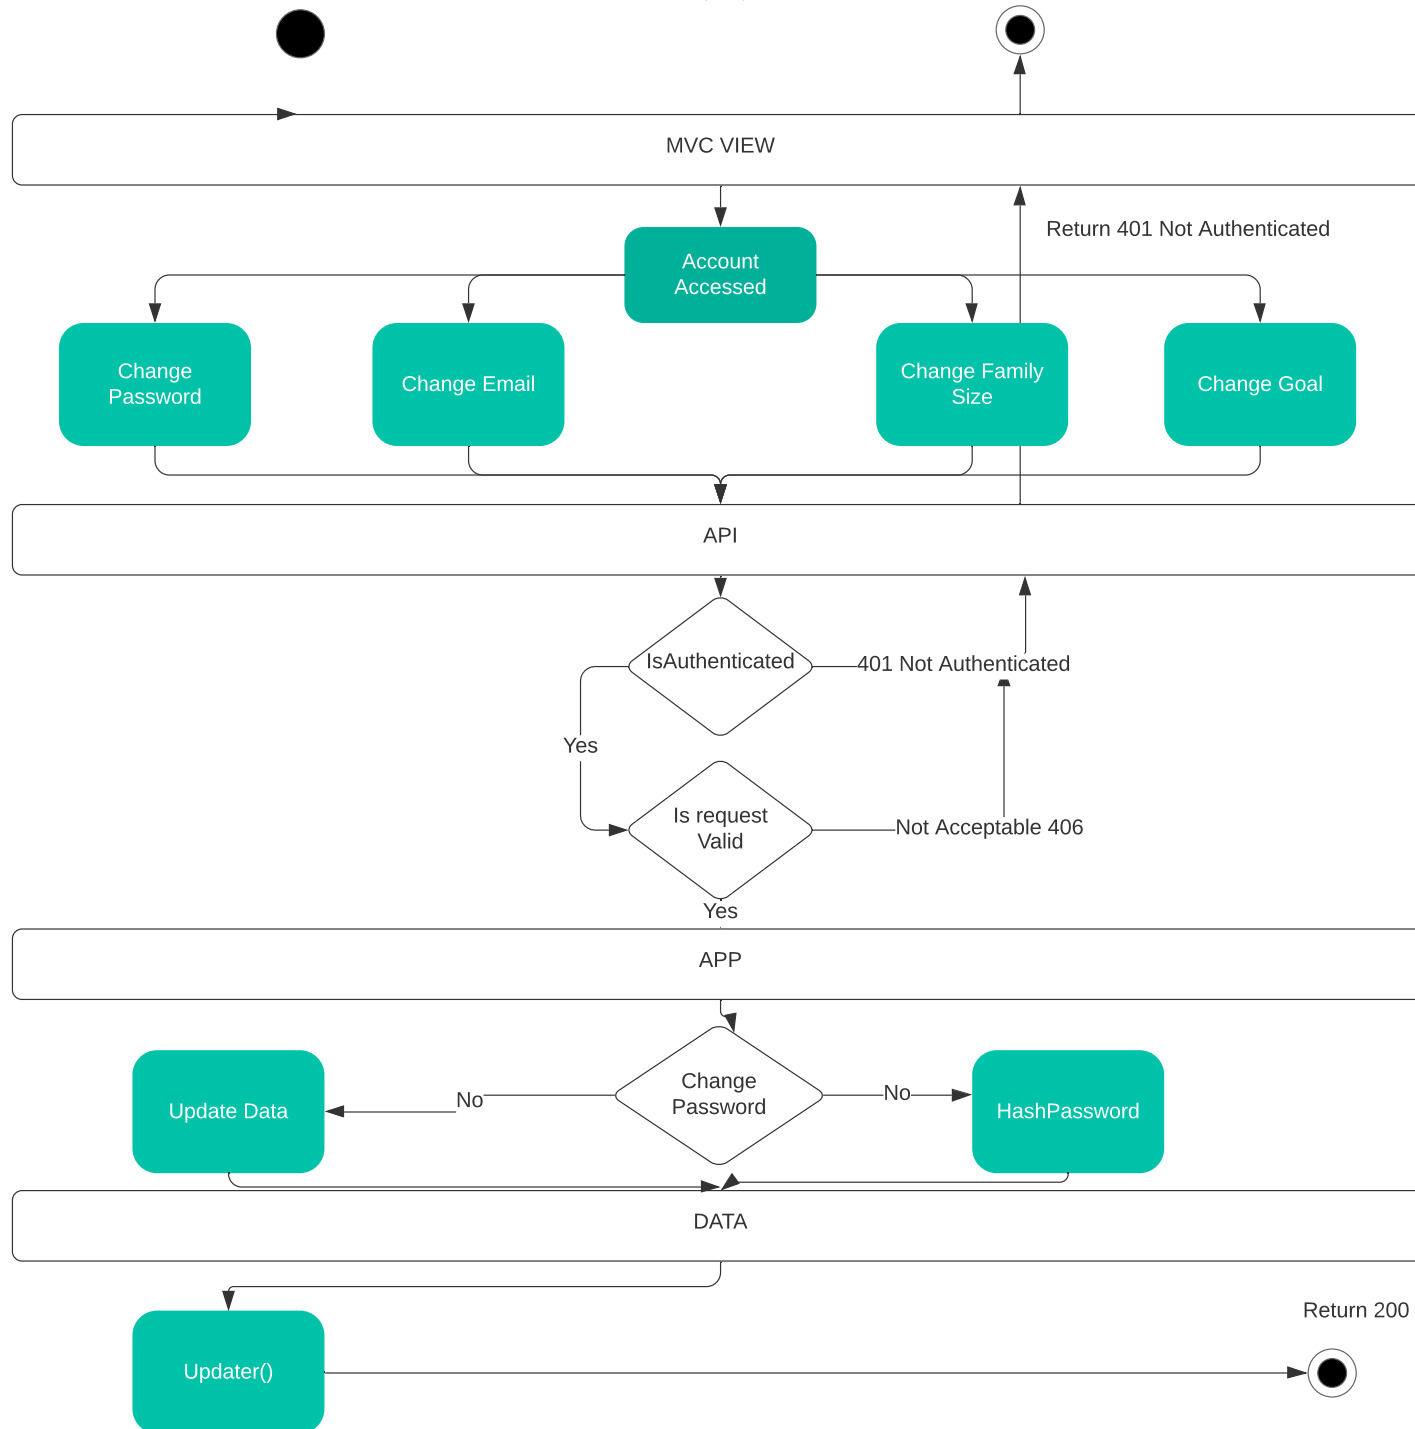 MVC VIEW
Return 401 Not Authenticated
Account
Accessed
Change
Password
Change Email
Change Family
Size
Change Goal
API
IsAuthenticated
401 Not Authenticated
Yes
Is request
Valid
Not Acceptable 406
Yes
APP
Change
Password
No
No
Update Data
HashPassword
DATA
Return 200
Updater()